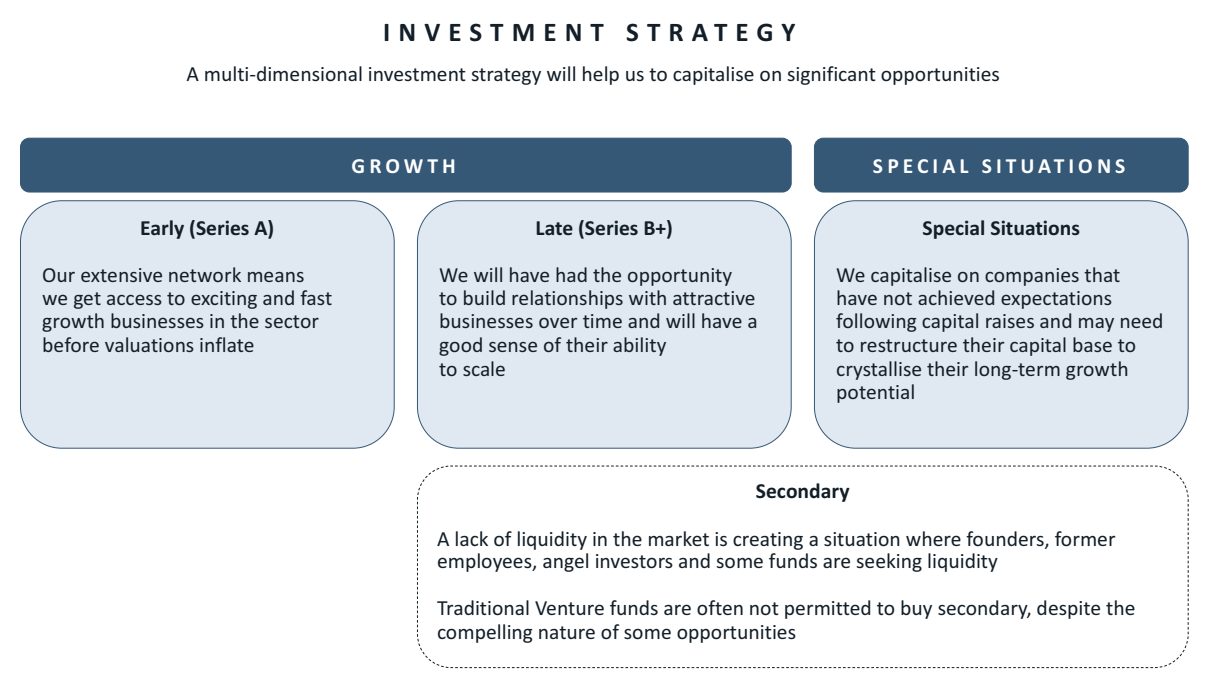 INVESTMENT STRATEGY
A multi-dimensional investment strategy will help us to capitalise on significant opportunities
GROWTH
Early (Series A)
Our extensive network means
we get access to exciting and fast
growth businesses in the sector
before valuations inflate
Late (Series B+)
We will have had the opportunity
to build relationships with attractive
businesses over time and will have a
good sense of their ability
to scale
SPECIAL SITUATIONS
Special Situations
We capitalise on companies that
have not achieved expectations
following capital raises and may need
to restructure their capital base to
crystallise their long-term growth
potential
Secondary
A lack of liquidity in the market is creating a situation where founders, former
employees, angel investors and some funds are seeking liquidity
Traditional Venture funds are often not permitted to buy secondary, despite the
compelling nature of some opportunities